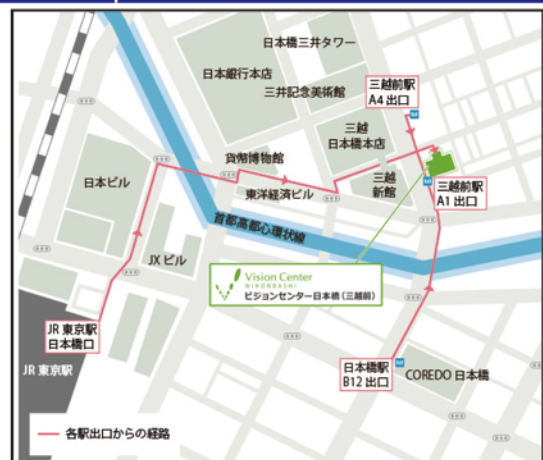 日本橋三井タワー
日本銀行本店
三井記念美術館
三越前駅
A4 出口
三越
日本橋本店
貨幣博物館
日本ビル
東洋経済ビル
三越
新館
三越前駅
A1 出口
首都高都心環状線
JX ビル
Vision Center
NIHONBASHI
ビジョンセンター日本橋（三越前）
JR 東京駅
日本橋口
JR 東京駅
日本橋駅
B12 出口
COREDO 日本橋
各駅出口からの経路